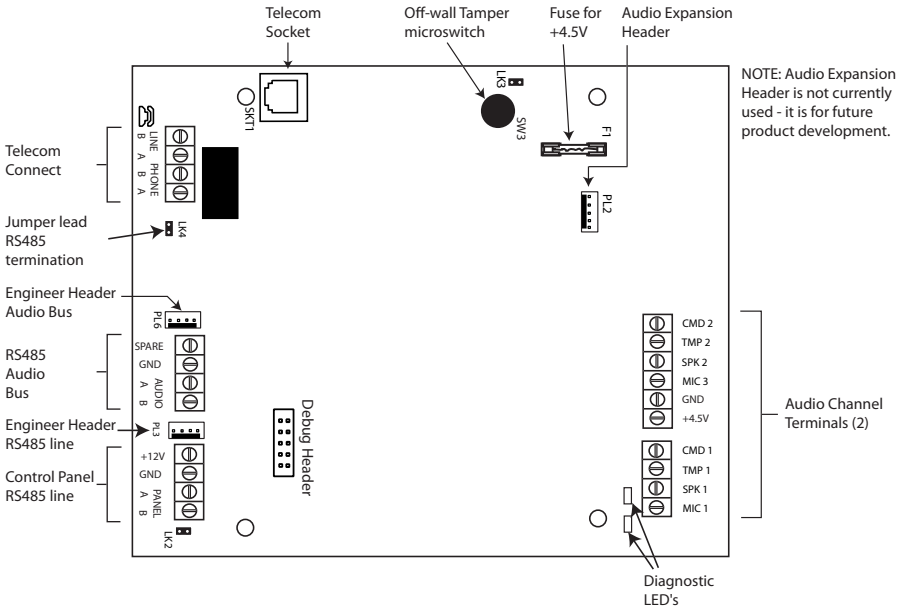 Telecom
Socket
Off-wall Tamper
microswitch
Fuse for
+4.5V
Audio Expansion
Header
NOTE: Audio Expansion
Header is not currently
used - it is for future
product development.
SKT1
LK3
SW3
F1
PL2
Telecom
Connect
LINE
B
A
PHONE
B
A
Jumper lead
RS485
termination
LK4
Engineer Header
Audio Bus
PL6
RS485
Audio
Bus
SPARE
GND
AUDIO
A
B
Engineer Header
RS485 line
PL3
Control Panel
RS485 line
+12V
GND
PANEL
A
B
LK2
Debug Header
CMD 2
TMP 2
SPK 2
MIC 3
GND
+4.5V
CMD 1
TMP 1
SPK 1
MIC 1
Audio Channel
Terminals (2)
Diagnostic
LED's